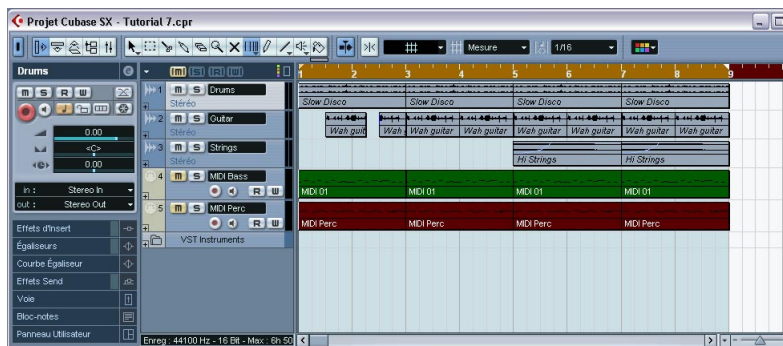 Projet Cubase SX - Tutorial 7.cpr
Mesure
1/16
Drums
1 2 3 4 5 6 7 8 9
M S R W
0.00
<C>
0.00
in : Stereo In
out : Stereo Out
Effets d'Insert
Égaliseurs
Courbe Égaliseur
Effets Send
Voie
Bloc-notes
Panneau Utilisateur
1 M S Drums
Stéréo
2 M S Guitar
Stéréo
3 M S Strings
Stéréo
4 M S MIDI Bass
R W
5 M S MIDI Perc
R W
VST Instruments
Slow Disco Slow Disco Slow Disco Slow Disco
Wah guit Wah Wah guitar Wah guitar Wah guitar Wah guitar Wah guitar Wah guitar
Hi Strings Hi Strings
MIDI 01 MIDI 01 MIDI 01 MIDI 01
MIDI Perc MIDI Perc MIDI Perc MIDI Perc
Enreg : 44100 Hz - 16 Bit - Max : 6h 50